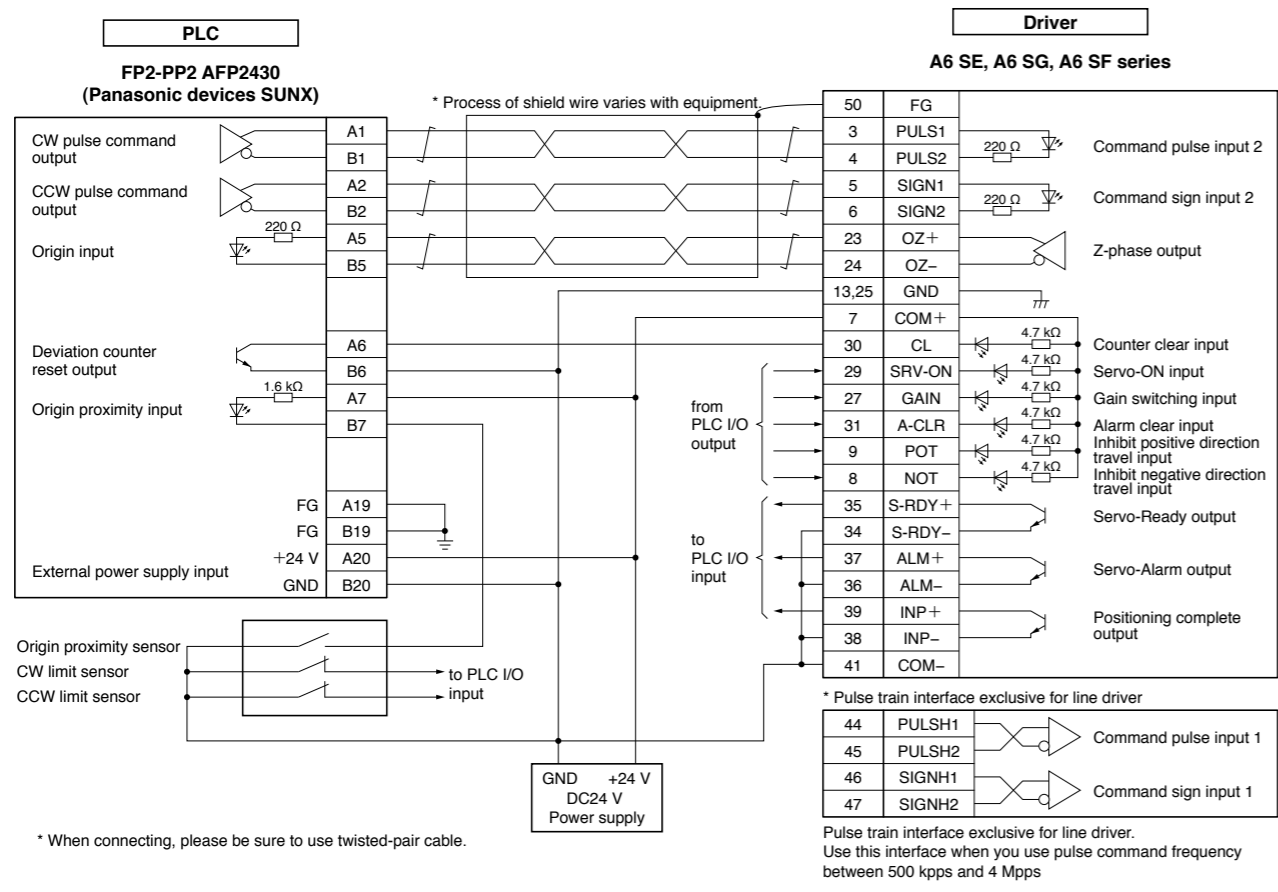 PLC
FP2-PP2 AFP2430
(Panasonic devices SUNX)
Driver
A6 SE, A6 SG, A6 SF series
* Process of shield wire varies with equipment.
CW pulse command
output
A1
B1
CCW pulse command
output
A2
B2
Origin input
220 Ω
A5
B5
Deviation counter
reset output
A6
B6
Origin proximity input
1.6 kΩ
A7
B7
FG A19
FG B19
External power supply input
+24 V A20
GND B20
Origin proximity sensor
CW limit sensor
CCW limit sensor
to PLC I/O
input
from
PLC I/O
output
to
PLC I/O
input
GND +24 V
DC24 V
Power supply
* When connecting, please be sure to use twisted-pair cable.
50 FG
3 PULS1
4 PULS2
220 Ω
Command pulse input 2
5 SIGN1
6 SIGN2
220 Ω
Command sign input 2
23 OZ+
24 OZ−
Z-phase output
13,25 GND
7 COM+
30 CL 4.7 kΩ Counter clear input
29 SRV-ON 4.7 kΩ Servo-ON input
27 GAIN 4.7 kΩ Gain switching input
31 A-CLR 4.7 kΩ Alarm clear input
9 POT 4.7 kΩ Inhibit positive direction
travel input
8 NOT 4.7 kΩ Inhibit negative direction
travel input
35 S-RDY+
34 S-RDY−
Servo-Ready output
37 ALM+
36 ALM−
Servo-Alarm output
39 INP+
38 INP−
Positioning complete
output
41 COM−
* Pulse train interface exclusive for line driver
44 PULSH1
45 PULSH2
Command pulse input 1
46 SIGNH1
47 SIGNH2
Command sign input 1
Pulse train interface exclusive for line driver.
Use this interface when you use pulse command frequency
between 500 kpps and 4 Mpps